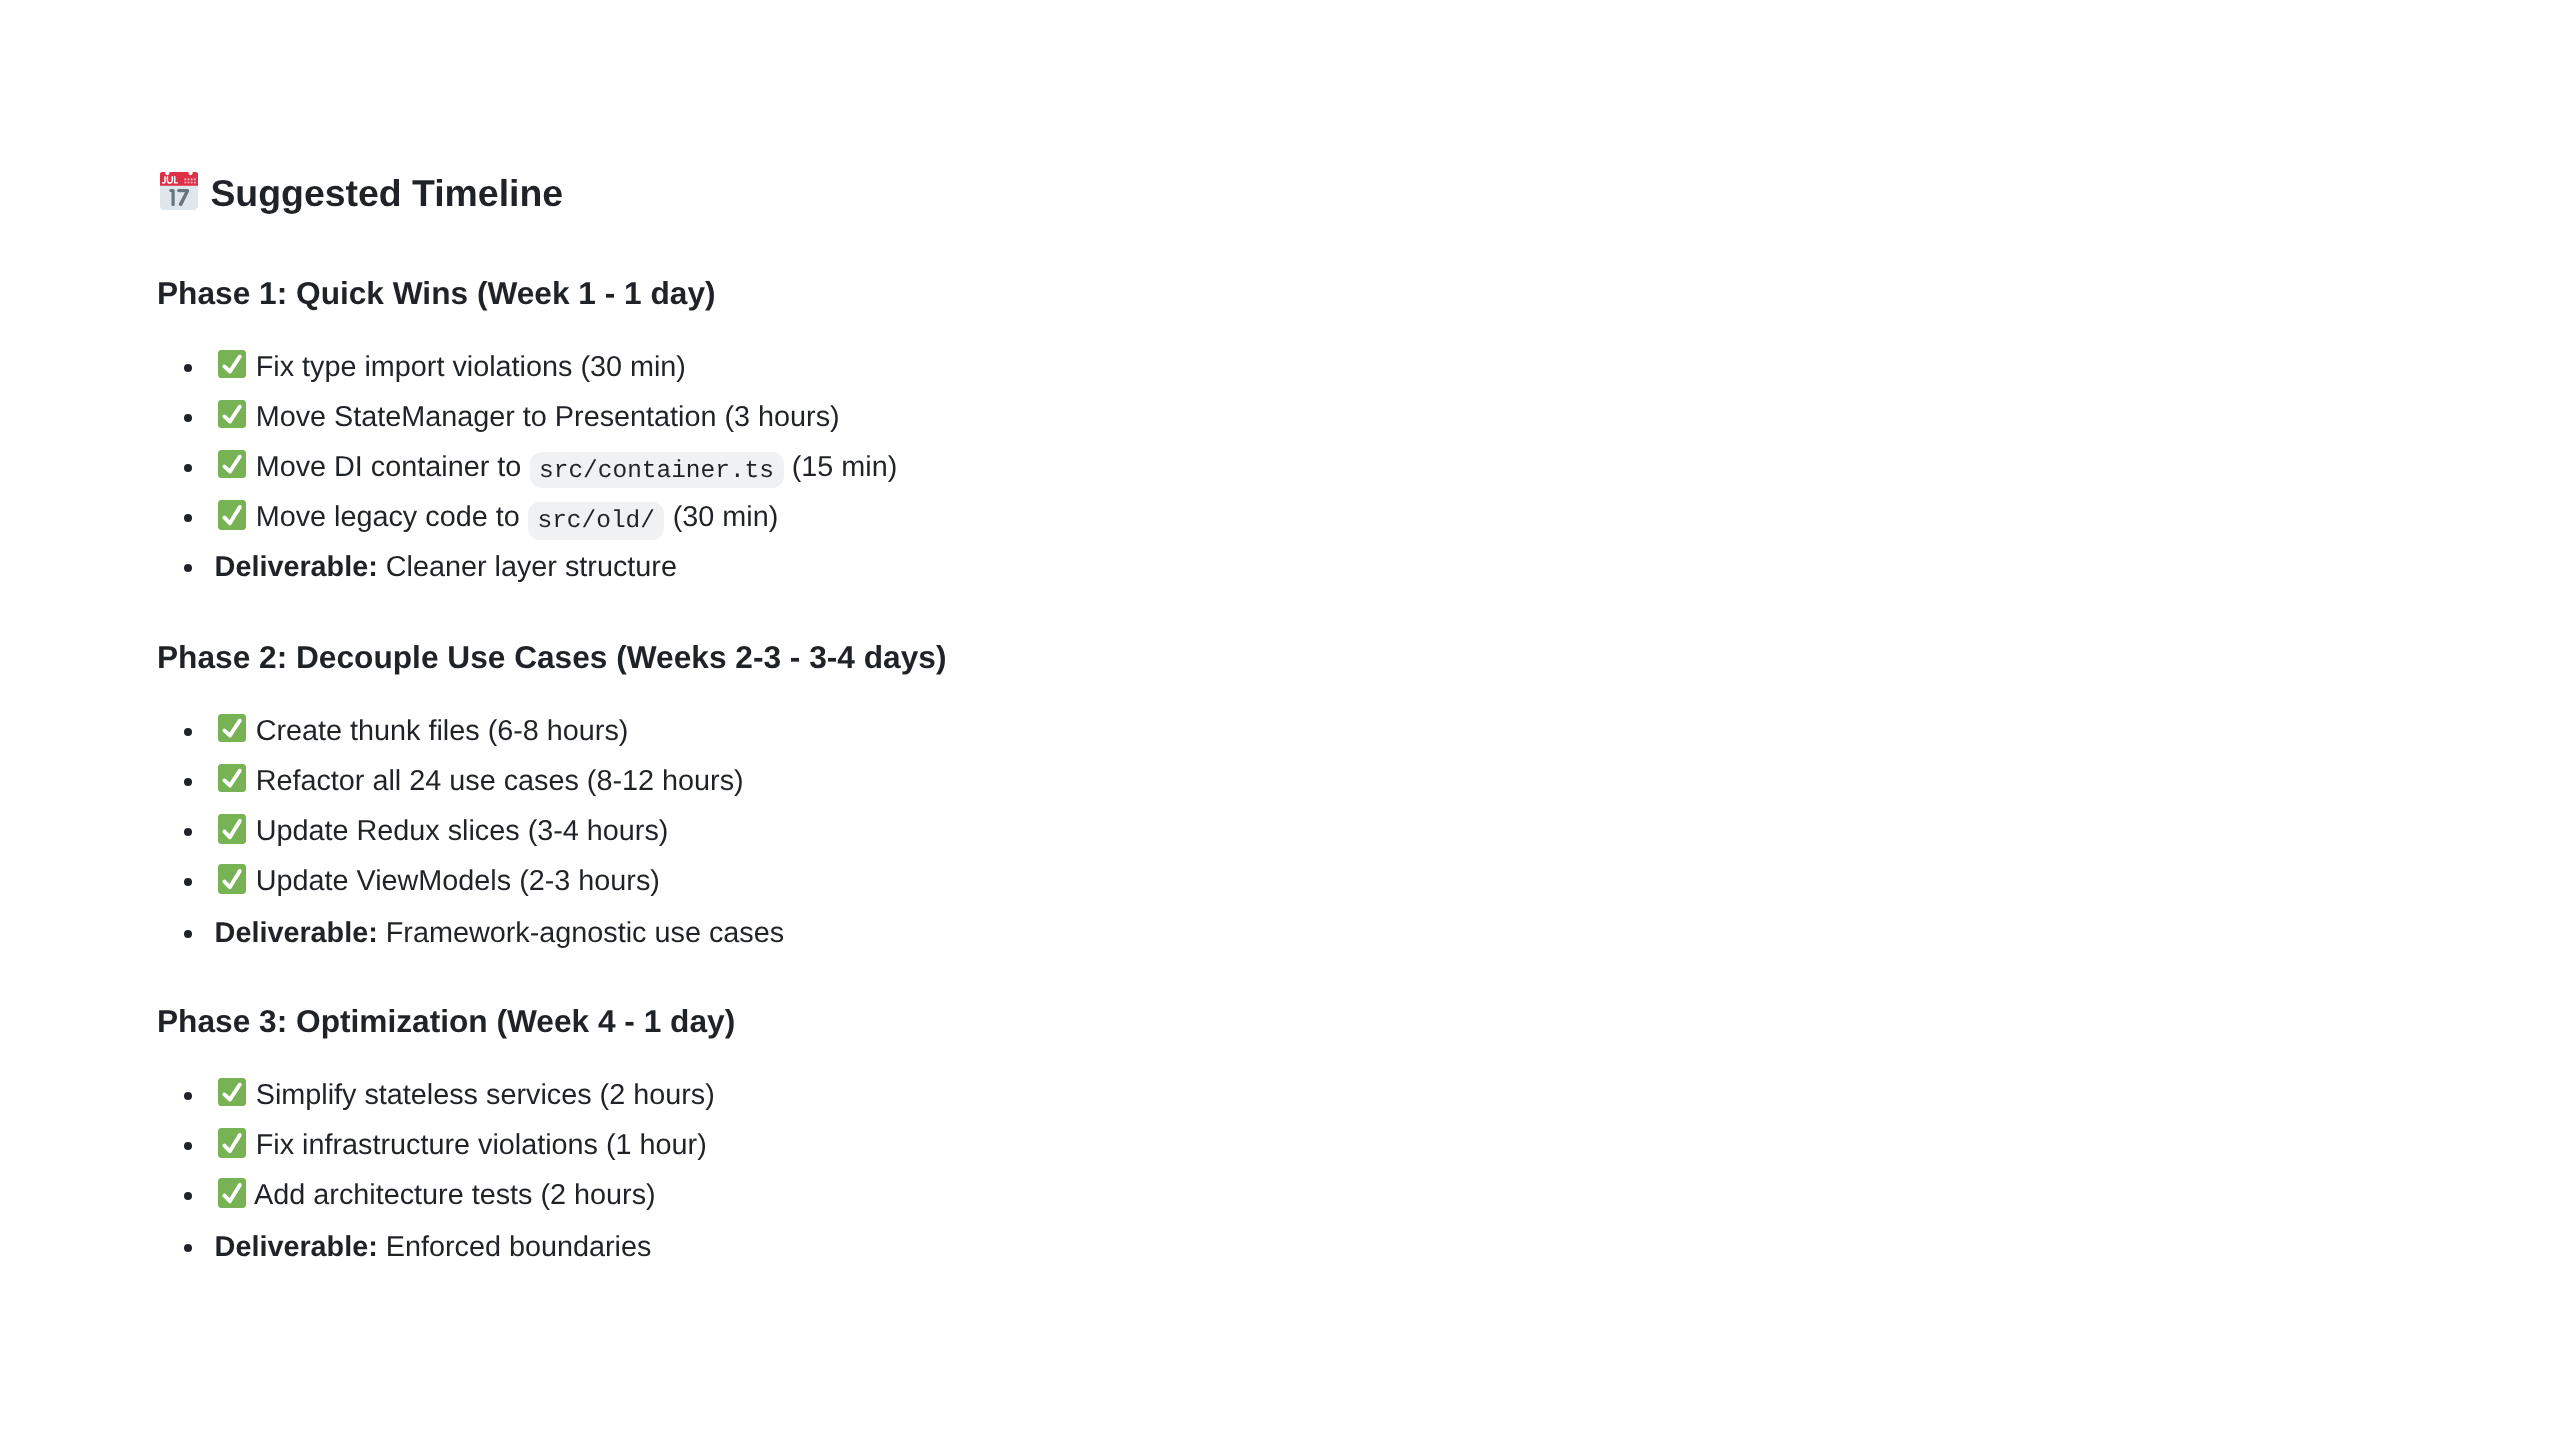 📅 Suggested Timeline
Phase 1: Quick Wins (Week 1 - 1 day)
• ✅ Fix type import violations (30 min)
• ✅ Move StateManager to Presentation (3 hours)
• ✅ Move DI container to src/container.ts (15 min)
• ✅ Move legacy code to src/old/ (30 min)
• Deliverable: Cleaner layer structure
Phase 2: Decouple Use Cases (Weeks 2-3 - 3-4 days)
• ✅ Create thunk files (6-8 hours)
• ✅ Refactor all 24 use cases (8-12 hours)
• ✅ Update Redux slices (3-4 hours)
• ✅ Update ViewModels (2-3 hours)
• Deliverable: Framework-agnostic use cases
Phase 3: Optimization (Week 4 - 1 day)
• ✅ Simplify stateless services (2 hours)
• ✅ Fix infrastructure violations (1 hour)
• ✅ Add architecture tests (2 hours)
• Deliverable: Enforced boundaries